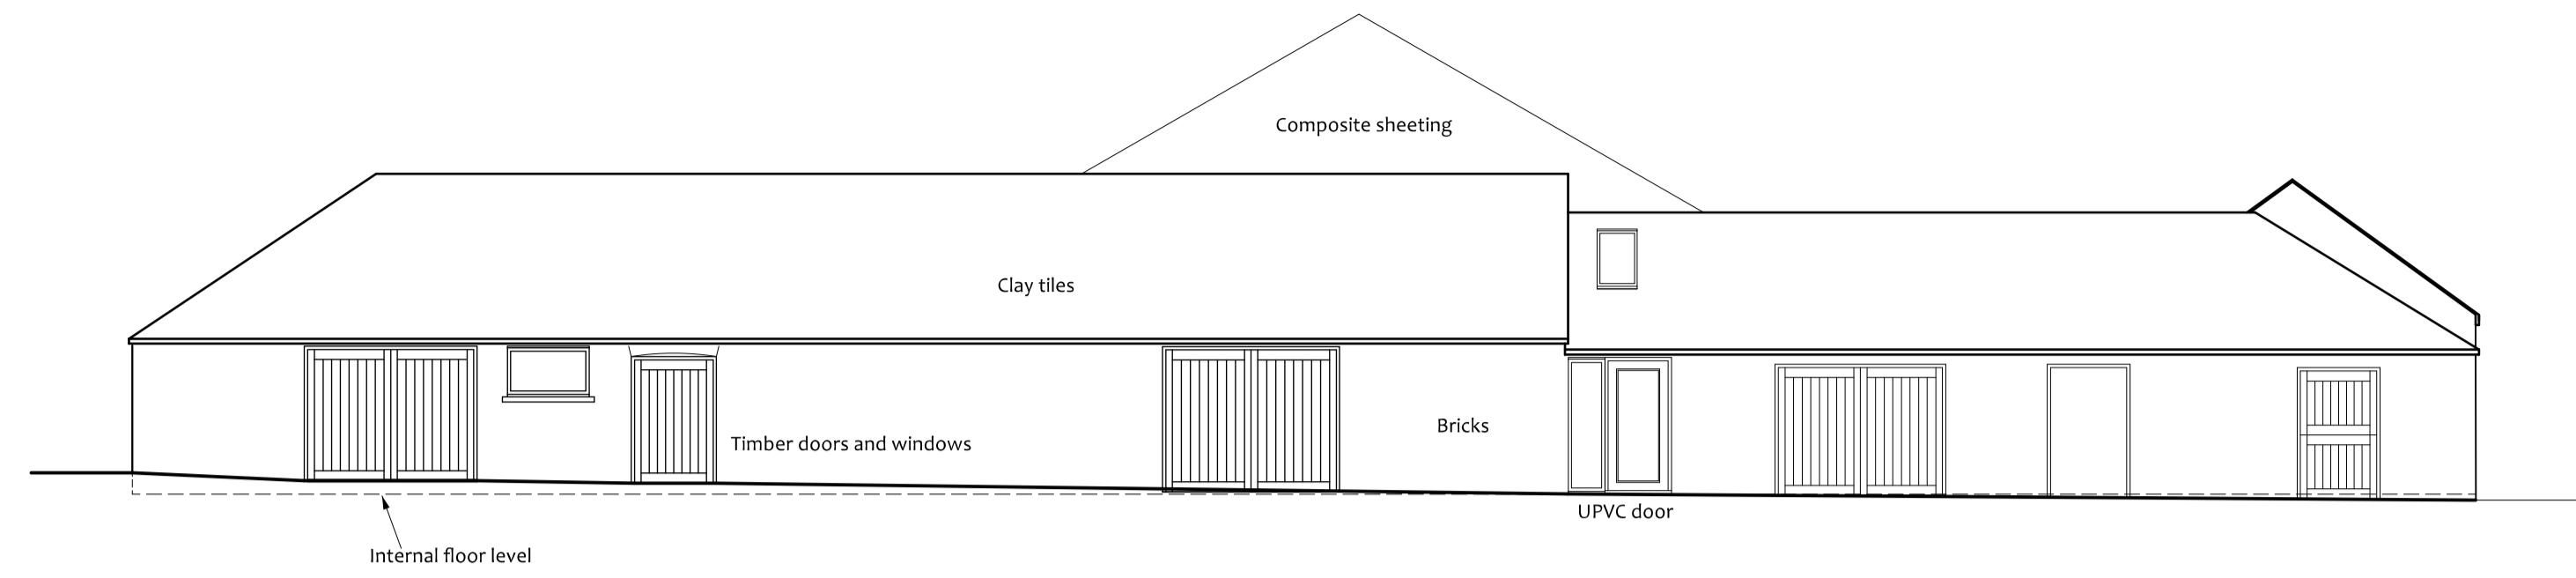 Composite sheeting
Clay tiles
Bricks
Timber doors and windows
UPVC door
Internal floor level